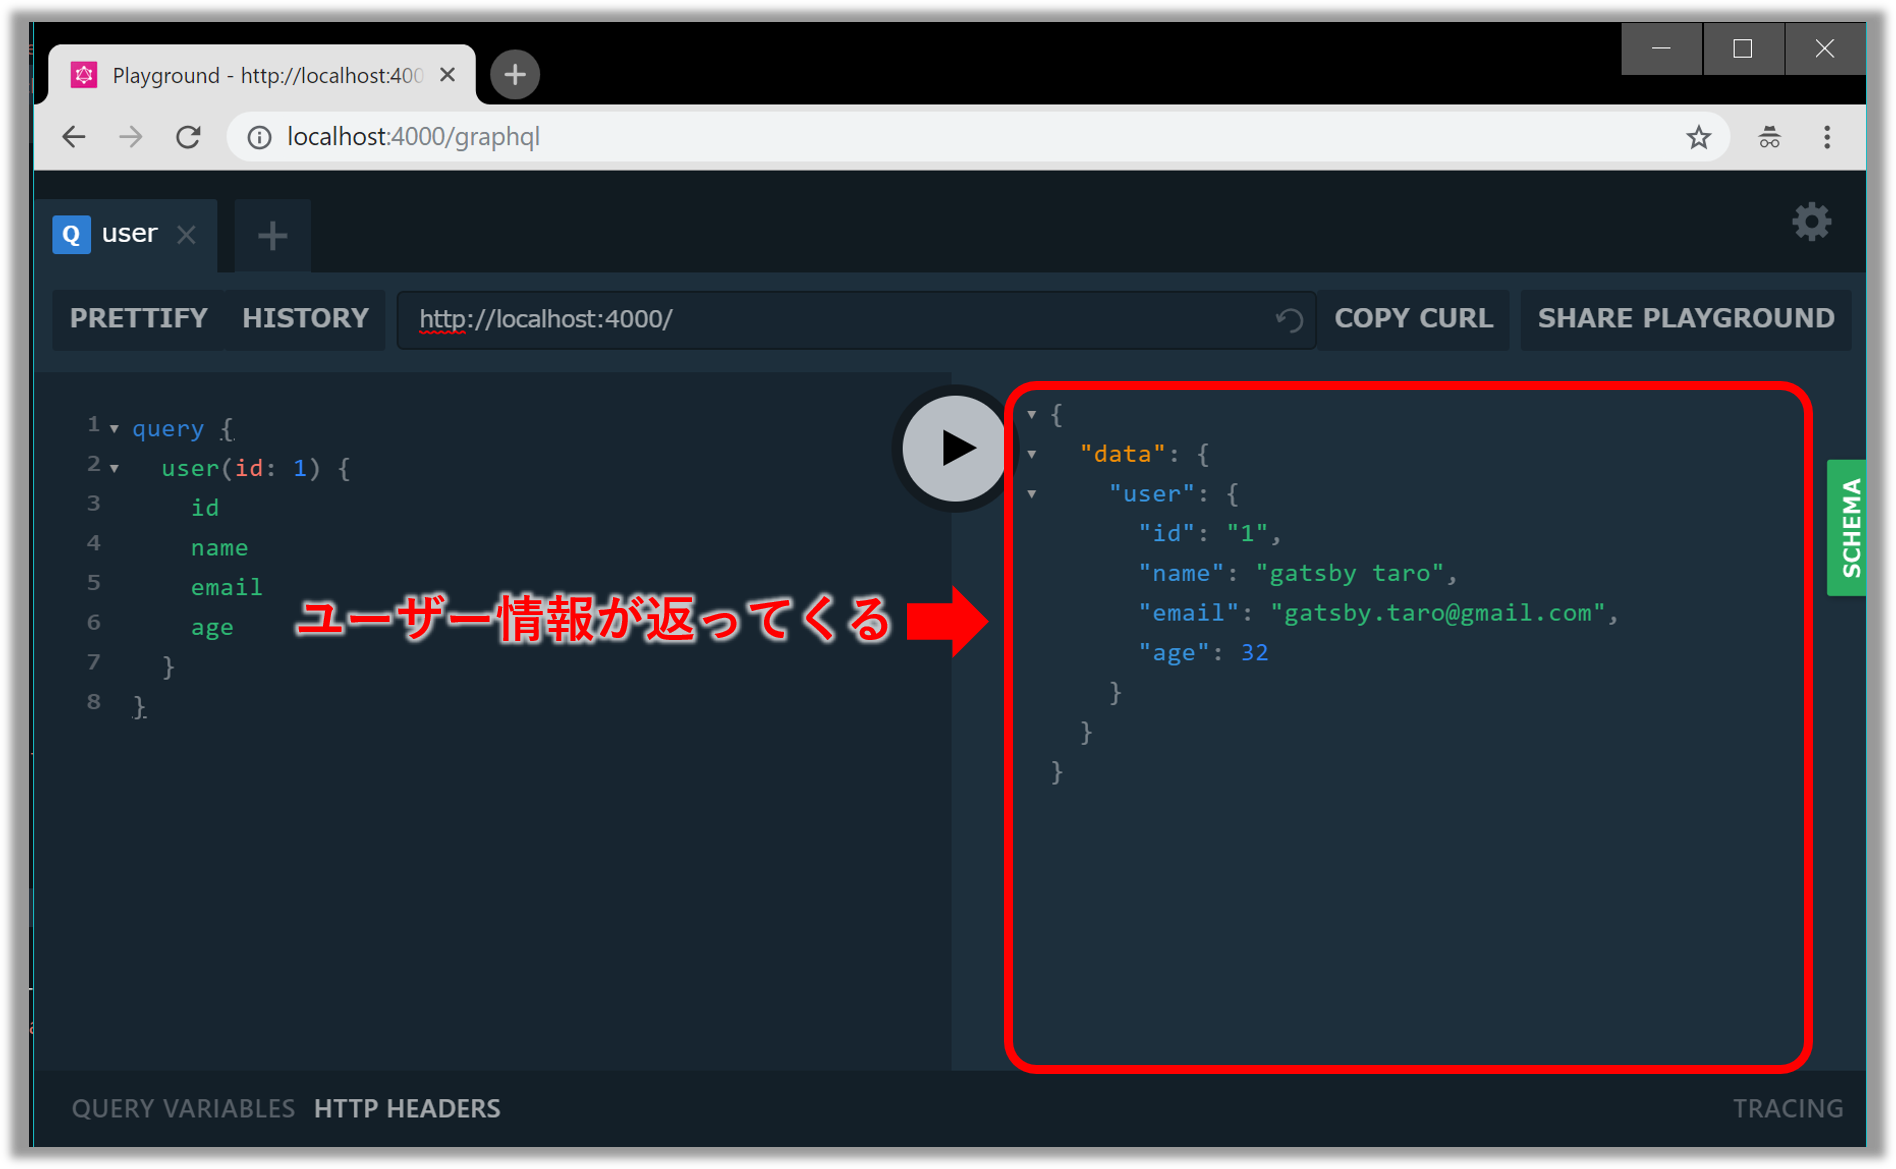 Playground - http://localhost:400
localhost:4000/graphql
Q user
PRETTIFY HISTORY http://localhost:4000/ COPY CURL SHARE PLAYGROUND
1 query {
2 user(id: 1) {
3 id
4 name
5 email
6 age
7 }
8 }
ユーザー情報が返ってくる
{
"data": {
"user": {
"id": "1",
"name": "gatsby taro",
"email": "gatsby.taro@gmail.com",
"age": 32
}
}
}
SCHEMA
QUERY VARIABLES HTTP HEADERS
TRACING